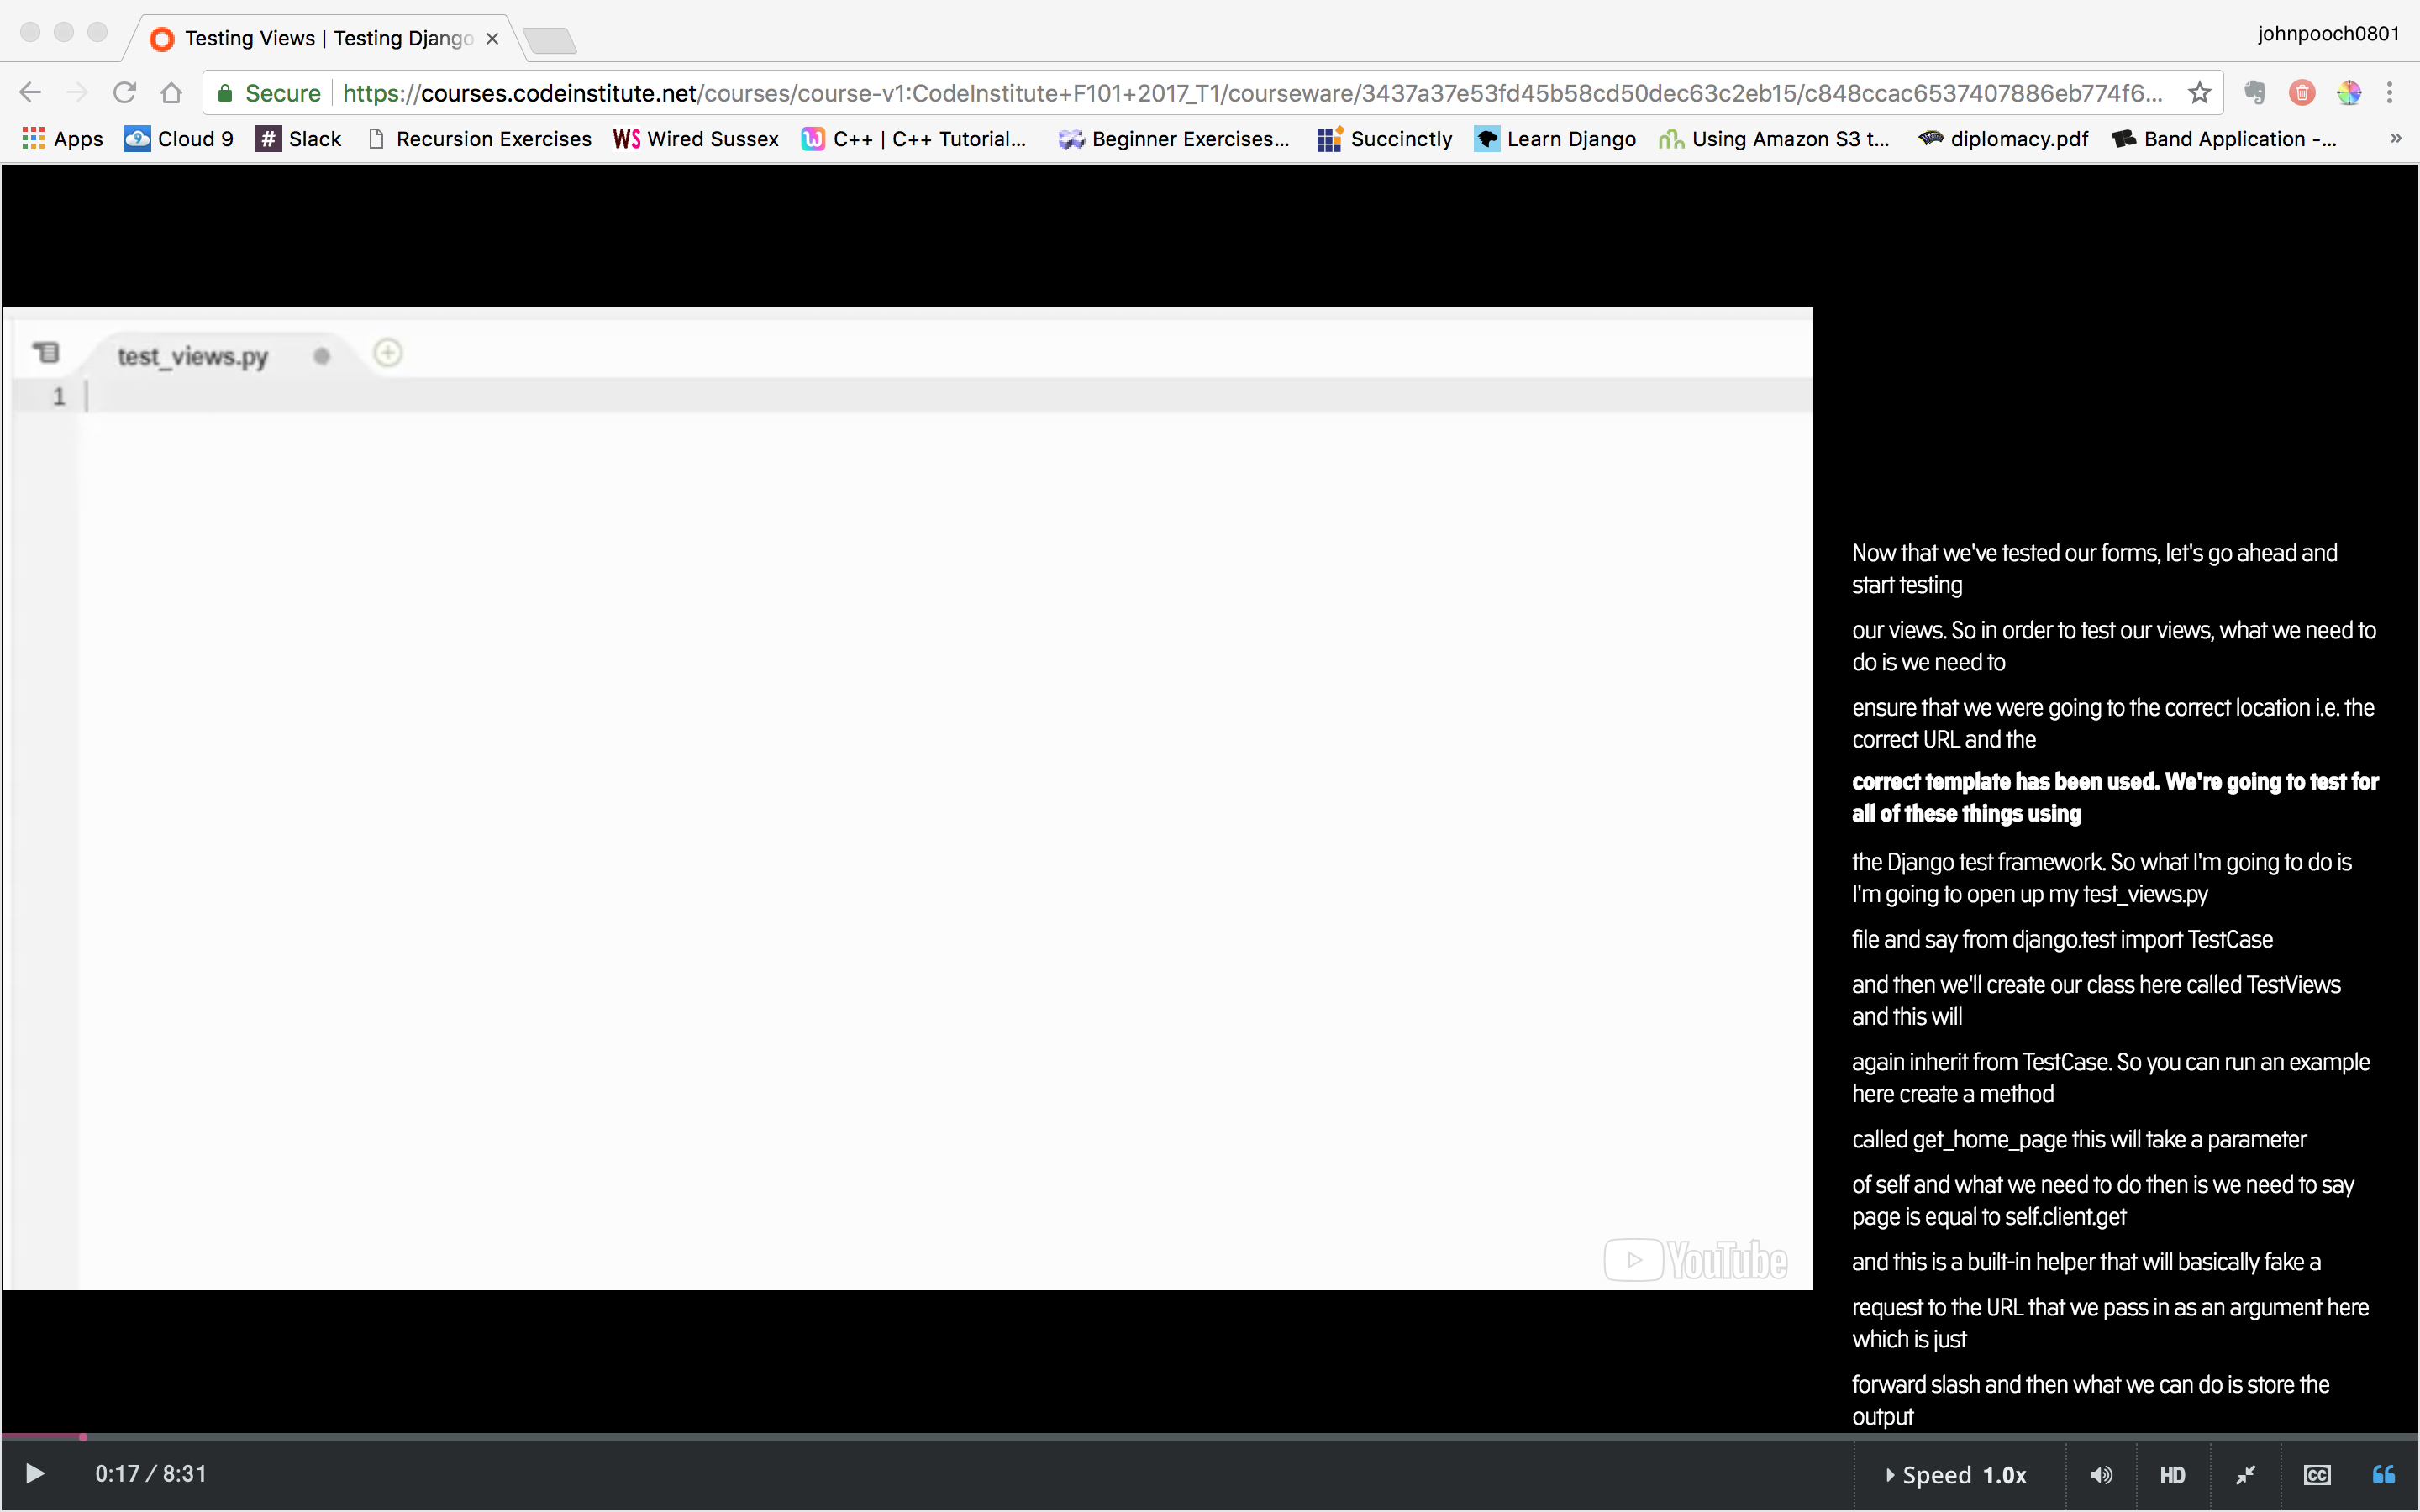 Testing Views | Testing Django
johnpooch0801
Secure https://courses.codeinstitute.net/courses/course-v1:CodeInstitute+F101+2017_T1/courseware/3437a37e53fd45b58cd50dec63c2eb15/c848ccac6537407886eb774f6...
Apps Cloud 9 # Slack Recursion Exercises WS Wired Sussex C++ | C++ Tutorial... Beginner Exercises... Succinctly Learn Django Using Amazon S3 t... diplomacy.pdf Band Application -... »
test_views.py
1
Now that we've tested our forms, let's go ahead and
start testing
our views. So in order to test our views, what we need to
do is we need to
ensure that we were going to the correct location i.e. the
correct URL and the
correct template has been used. We're going to test for
all of these things using
the Django test framework. So what I'm going to do is
I'm going to open up my test_views.py
file and say from django.test import TestCase
and then we'll create our class here called TestViews
and this will
again inherit from TestCase. So you can run an example
here create a method
called get_home_page this will take a parameter
of self and what we need to do then is we need to say
page is equal to self.client.get
and this is a built-in helper that will basically fake a
request to the URL that we pass in as an argument here
which is just
forward slash and then what we can do is store the
output
YouTube
0:17 / 8:31
Speed 1.0x HD CC